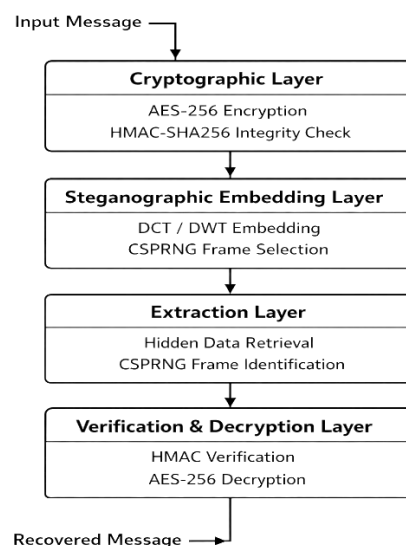 Input Message
Cryptographic Layer
AES-256 Encryption
HMAC-SHA256 Integrity Check
Steganographic Embedding Layer
DCT / DWT Embedding
CSPRNG Frame Selection
Extraction Layer
Hidden Data Retrieval
CSPRNG Frame Identification
Verification & Decryption Layer
HMAC Verification
AES-256 Decryption
Recovered Message